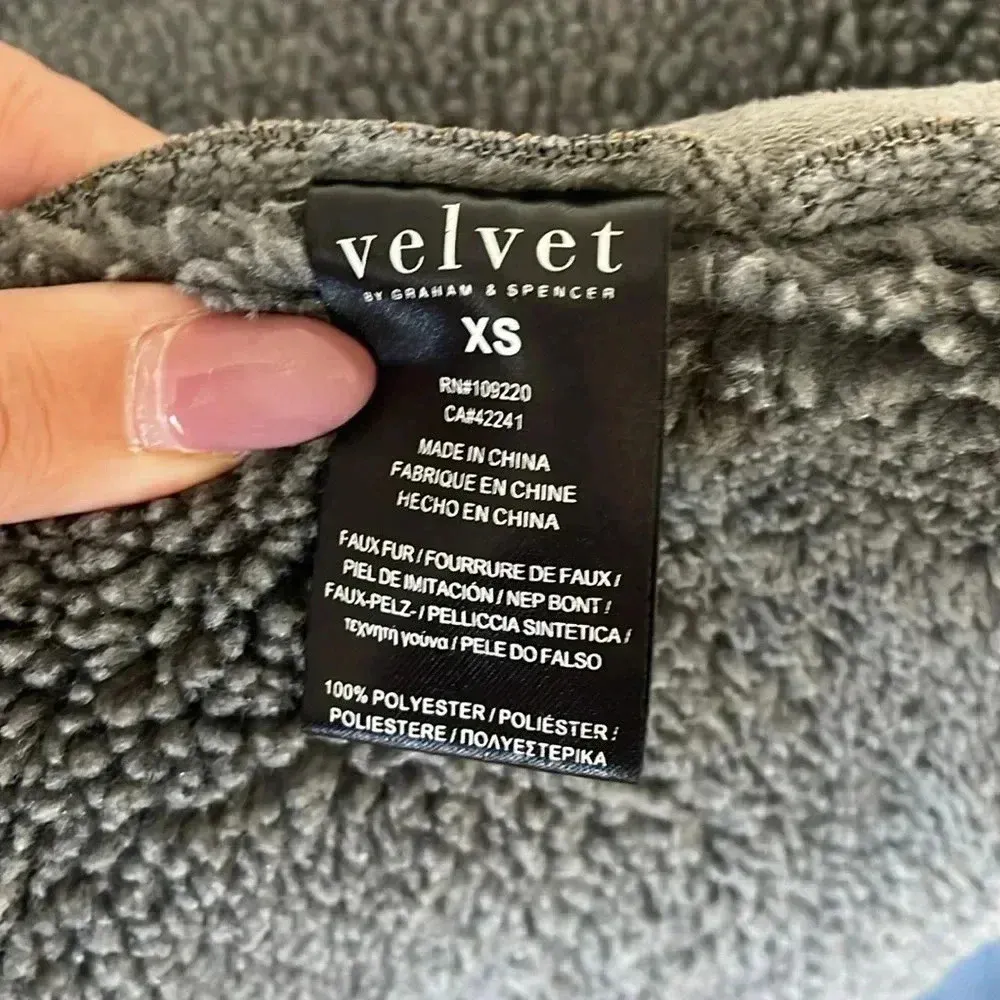 velvet
BY GRAHAM & SPENCER
XS
RN#109220
CA#42241
MADE IN CHINA
FABRIQUE EN CHINE
HECHO EN CHINA
FAUX FUR / FOURRURE DE FAUX /
PIEL DE IMITACIÓN / NEP BONT /
FAUX-PELZ- / PELLICCIA SINTETICA /
τεχνητή γούνα / PELE DO FALSO
100% POLYESTER / POLIÉSTER /
POLIESTERE / ΠΟΛΥΕΣΤΕΡΙΚΑ